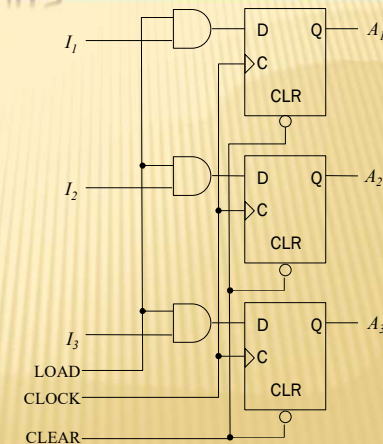 D Q A1
I1
C
CLR
D Q A2
I2
C
CLR
D Q A3
I3
C
LOAD
CLR
CLOCK
CLEAR